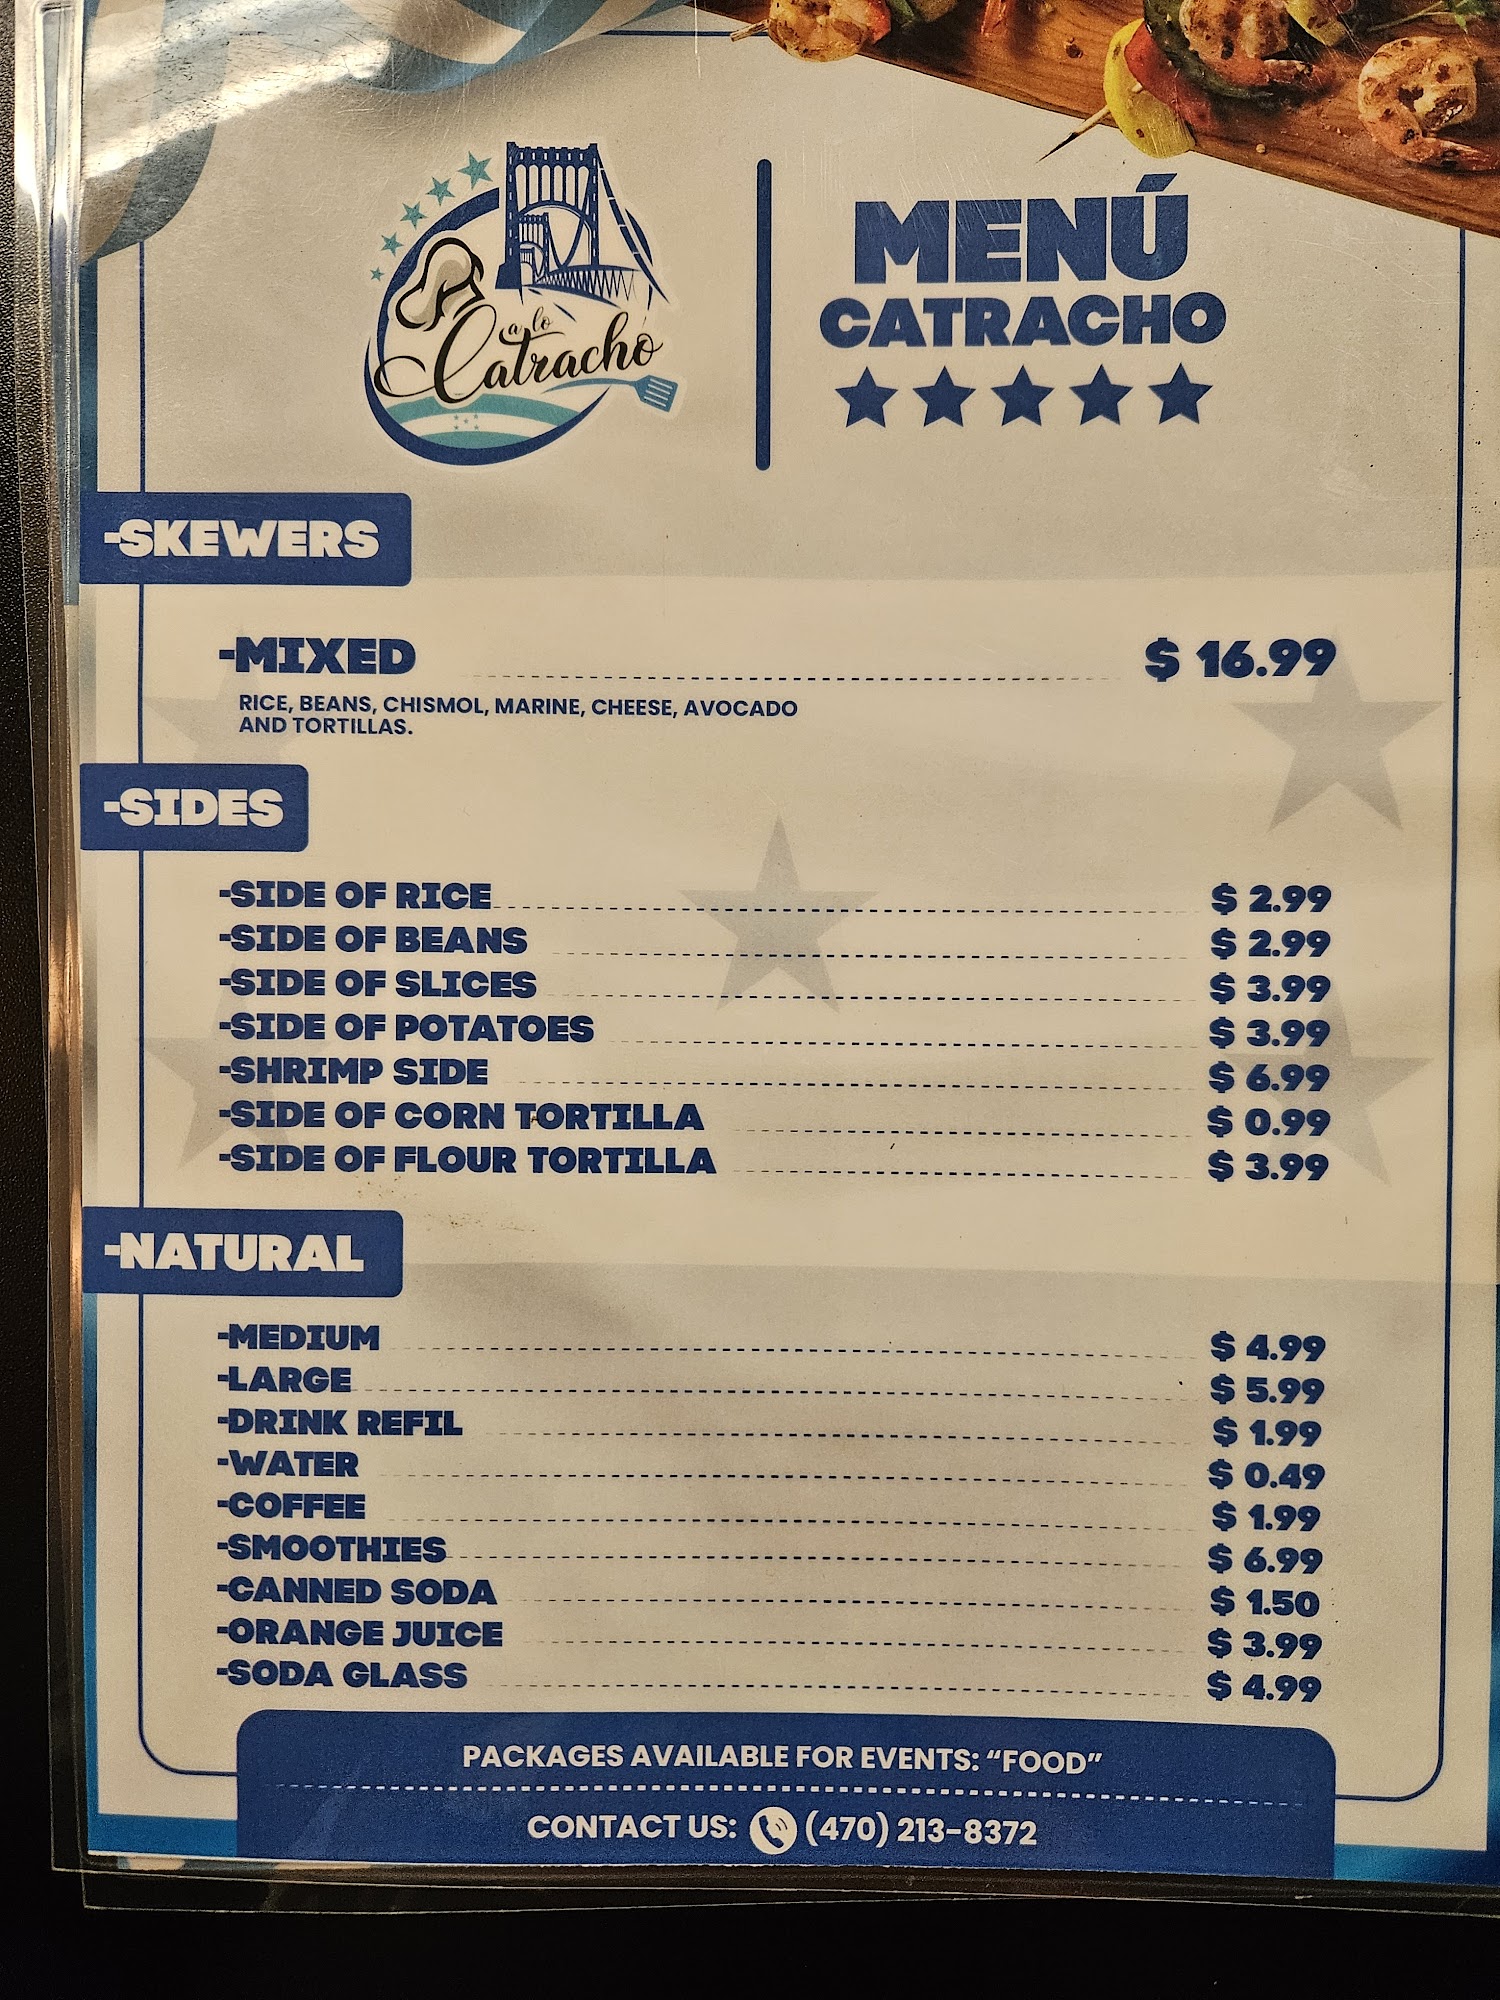 a lo
Catracho
MENÚ
CATRACHO
-SKEWERS
-MIXED $ 16.99
RICE, BEANS, CHISMOL, MARINE, CHEESE, AVOCADO
AND TORTILLAS.
-SIDES
-SIDE OF RICE $ 2.99
-SIDE OF BEANS $ 2.99
-SIDE OF SLICES $ 3.99
-SIDE OF POTATOES $ 3.99
-SHRIMP SIDE $ 6.99
-SIDE OF CORN TORTILLA $ 0.99
-SIDE OF FLOUR TORTILLA $ 3.99
-NATURAL
-MEDIUM $ 4.99
-LARGE $ 5.99
-DRINK REFIL $ 1.99
-WATER $ 0.49
-COFFEE $ 1.99
-SMOOTHIES $ 6.99
-CANNED SODA $ 1.50
-ORANGE JUICE $ 3.99
-SODA GLASS $ 4.99
PACKAGES AVAILABLE FOR EVENTS: “FOOD”
CONTACT US: (470) 213-8372